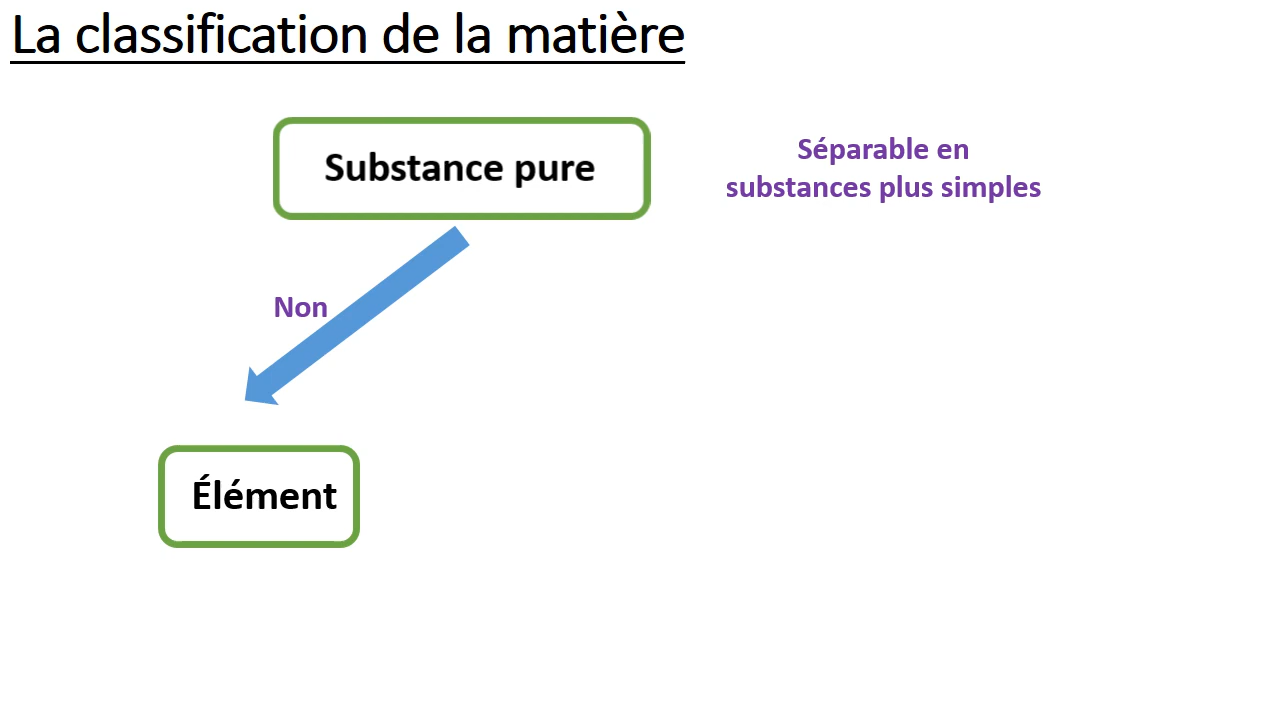 La classification de la matière
Substance pure
Séparable en
substances plus simples
Non
Élément